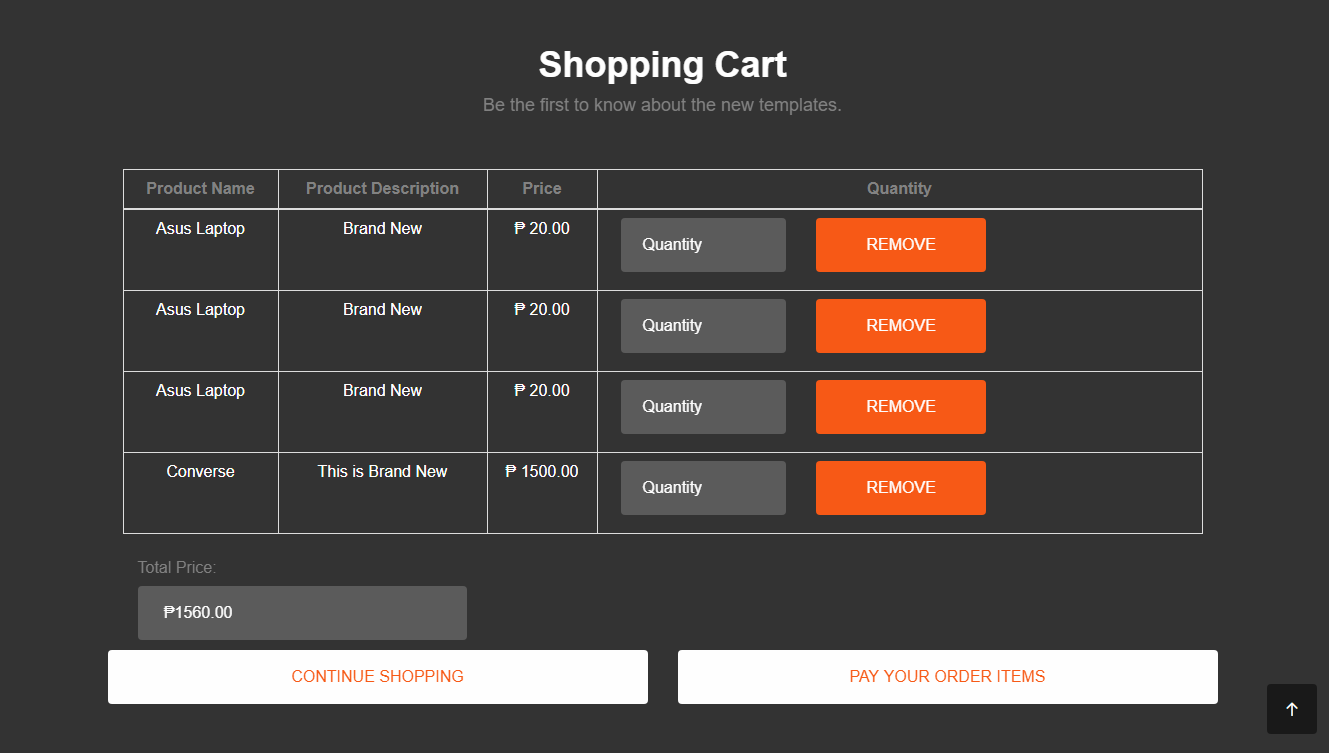 Shopping Cart
Be the first to know about the new templates.
Product Name Product Description Price Quantity
Asus Laptop Brand New ₱ 20.00 Quantity REMOVE
Asus Laptop Brand New ₱ 20.00 Quantity REMOVE
Asus Laptop Brand New ₱ 20.00 Quantity REMOVE
Converse This is Brand New ₱ 1500.00 Quantity REMOVE
Total Price:
₱1560.00
CONTINUE SHOPPING PAY YOUR ORDER ITEMS